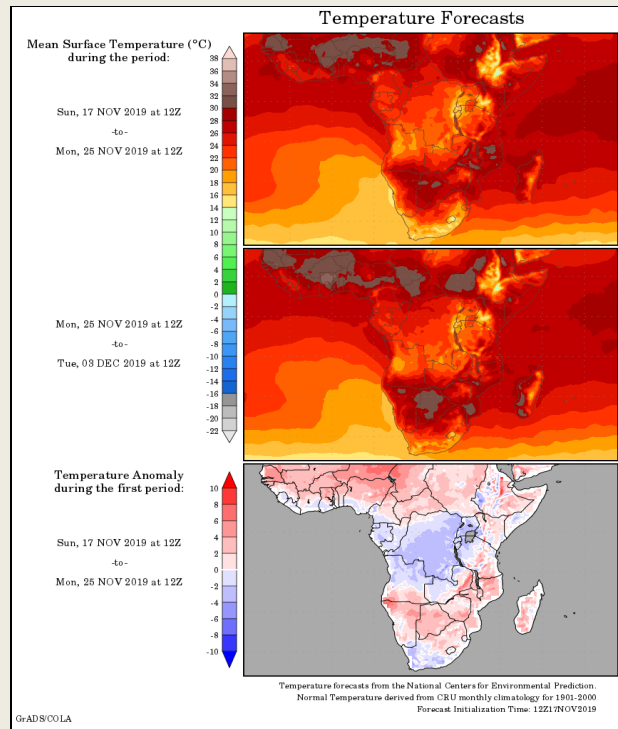 Temperature Forecasts
Mean Surface Temperature (°C)
during the period:
Sun, 17 NOV 2019 at 12Z
-to-
Mon, 25 NOV 2019 at 12Z
38
36
34
32
30
28
26
24
22
20
18
16
14
12
10
8
6
4
2
0
-2
-4
-6
-8
-10
-12
-14
-16
-18
-20
-22
Mon, 25 NOV 2019 at 12Z
-to-
Tue, 03 DEC 2019 at 12Z
Temperature Anomaly
during the first period:
Sun, 17 NOV 2019 at 12Z
-to-
Mon, 25 NOV 2019 at 12Z
10
8
6
4
2
0
-2
-4
-6
-8
-10
Temperature forecasts from the National Centers for Environmental Prediction.
Normal Temperature derived from CRU monthly climatology for 1901-2000
Forecast Initialization Time: 12Z17NOV2019
GrADS/COLA